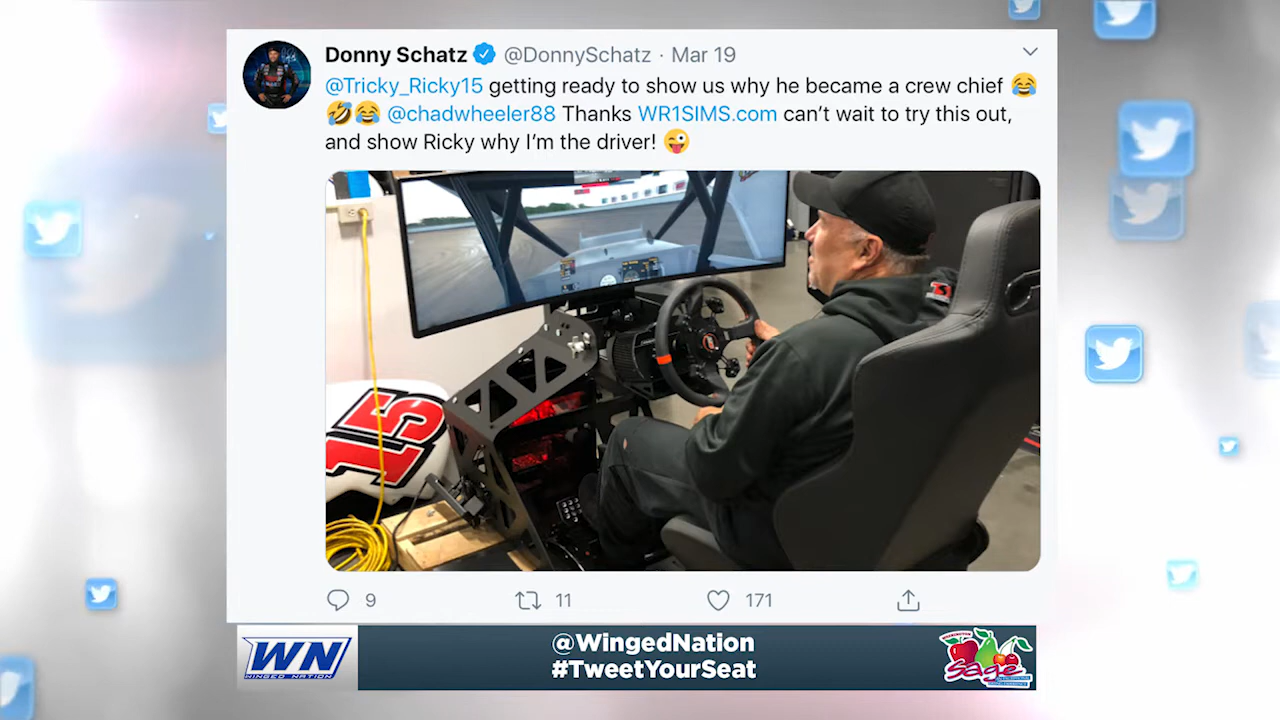 Donny Schatz @DonnySchatz · Mar 19
@Tricky_Ricky15 getting ready to show us why he became a crew chief 😂
🤣😂 @chadwheeler88 Thanks WR1SIMS.com can’t wait to try this out,
and show Ricky why I’m the driver! 😜
15
9 11 171
WN
WINGED NATION
@WingedNation
#TweetYourSeat
WASHINGTON
Sage